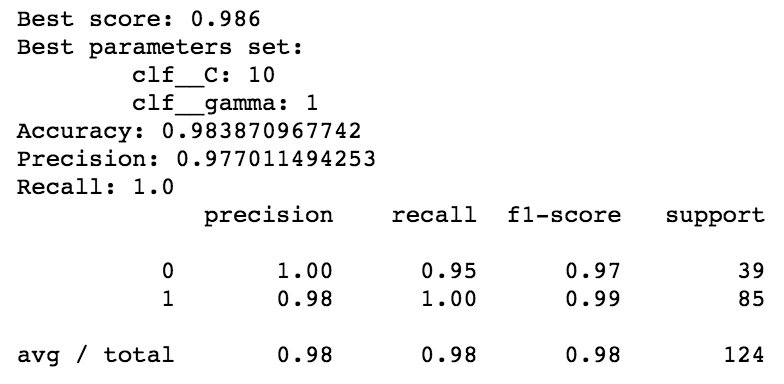 Best score: 0.986
Best parameters set:
clf__C: 10
clf__gamma: 1
Accuracy: 0.983870967742
Precision: 0.977011494253
Recall: 1.0
precision recall f1-score support
0 1.00 0.95 0.97 39
1 0.98 1.00 0.99 85
avg / total 0.98 0.98 0.98 124